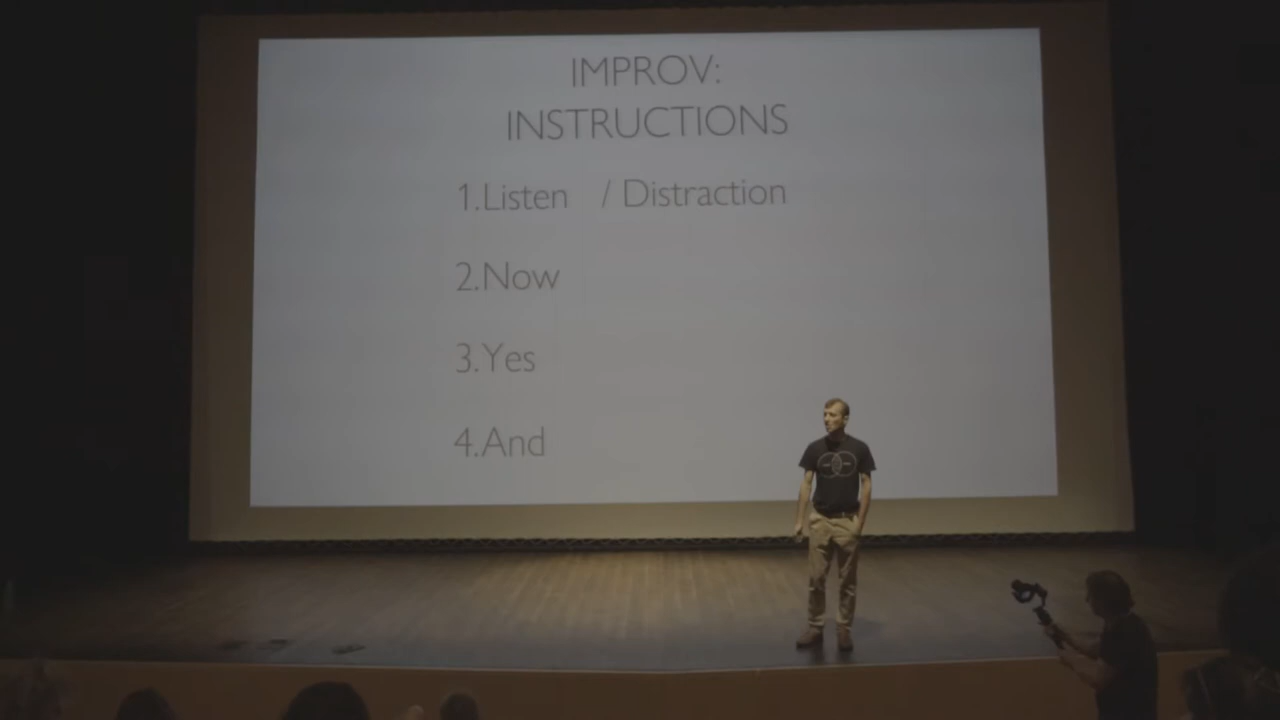 IMPROV:
INSTRUCTIONS
1.Listen / Distraction
2.Now
3.Yes
4.And